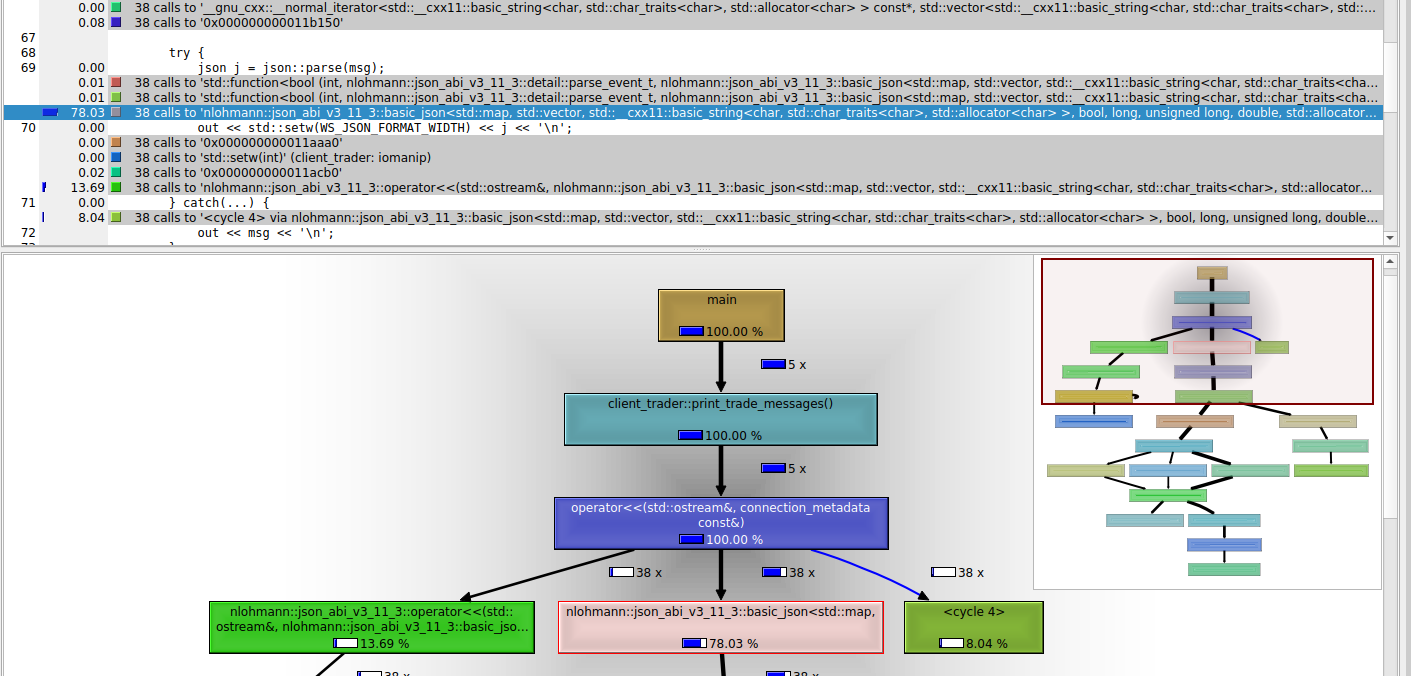 0.00 38 calls to '__gnu_cxx::__normal_iterator<std::__cxx11::basic_string<char, std::char_traits<char>, std::allocator<char> > const*, std::vector<std::__cxx11::basic_string<char, std::char_traits<char>, std::...
0.08 38 calls to '0x000000000011b150'
67
68 try {
69 0.00 json j = json::parse(msg);
0.01 38 calls to 'std::function<bool (int, nlohmann::json_abi_v3_11_3::detail::parse_event_t, nlohmann::json_abi_v3_11_3::basic_json<std::map, std::vector, std::__cxx11::basic_string<char, std::char_traits<cha...
0.01 38 calls to 'std::function<bool (int, nlohmann::json_abi_v3_11_3::detail::parse_event_t, nlohmann::json_abi_v3_11_3::basic_json<std::map, std::vector, std::__cxx11::basic_string<char, std::char_traits<cha...
78.03 38 calls to 'nlohmann::json_abi_v3_11_3::basic_json<std::map, std::vector, std::__cxx11::basic_string<char, std::char_traits<char>, std::allocator<char> >, bool, long, unsigned long, double, std::allocator...
70 0.00 out << std::setw(WS_JSON_FORMAT_WIDTH) << j << '\n';
0.00 38 calls to '0x000000000011aaa0'
0.00 38 calls to 'std::setw(int)' (client_trader: iomanip)
0.02 38 calls to '0x000000000011acb0'
13.69 38 calls to 'nlohmann::json_abi_v3_11_3::operator<<(std::ostream&, nlohmann::json_abi_v3_11_3::basic_json<std::map, std::vector, std::__cxx11::basic_string<char, std::char_traits<char>, std::allocator...
71 0.00 } catch(...) {
8.04 38 calls to '<cycle 4> via nlohmann::json_abi_v3_11_3::basic_json<std::map, std::vector, std::__cxx11::basic_string<char, std::char_traits<char>, std::allocator<char> >, bool, long, unsigned long, double...
72 out << msg << '\n';
main
100.00 %
5 x
client_trader::print_trade_messages()
100.00 %
5 x
operator<<(std::ostream&, connection_metadata
const&)
100.00 %
38 x 38 x 38 x
nlohmann::json_abi_v3_11_3::operator<<(std::
ostream&, nlohmann::json_abi_v3_11_3::basic_jso...
13.69 %
nlohmann::json_abi_v3_11_3::basic_json<std::map,
78.03 %
<cycle 4>
8.04 %
38 x 38 x